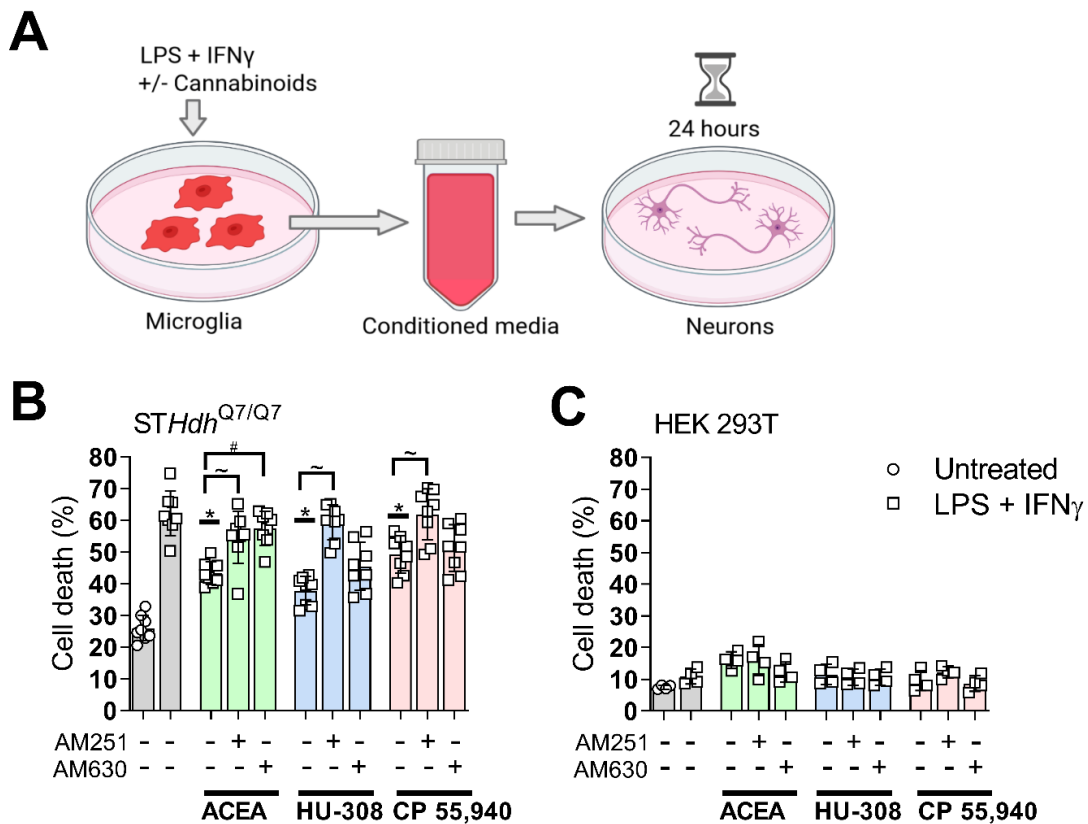 A
LPS + IFNγ
+/- Cannabinoids
24 hours
Microglia
Conditioned media
Neurons
B
STHdh^Q7/Q7
Cell death (%)
80
70
60
50
40
30
20
10
0
#
~
~
~
*
*
*
AM251 - - - + - - + - - + -
AM630 - - - - + - - + - - +
ACEA HU-308 CP 55,940
C
HEK 293T
Cell death (%)
80
70
60
50
40
30
20
10
0
Untreated
LPS + IFNγ
AM251 - - - + - - + - - + -
AM630 - - - - + - - + - - +
ACEA HU-308 CP 55,940